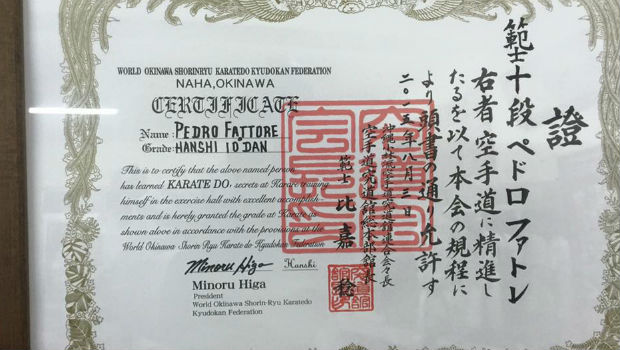 WORLD OKINAWA SHORINRYU KARATEDO KYUDOKAN FEDERATION
NAHA,OKINAWA
CERTIFICATE
Name: PEDRO FATTORE
Grade: HANSHI 10 DAN
This is to certify that the above named person
has learned KARATE DO, secrets at Karate training
himself in the exercise hall with excellent accomplish-
ments and is hereby granted the grade at Karate as
shown above in accordance with the provisions at the
World Okinawa Shorin Ryu Karate do Kyudokan Federation
Minoru Higa Hanshi
Minoru Higa
President
World Okinawa Shorin-Ryu Karatedo
Kyudokan Federation
證
範士十段ペドロファトレ
右者空手道に精進し
たるを以て本会の規程に
より頭書の通り允許す
二〇一五年八月三日
空手道究道館総本部館長
範士 比嘉 稔